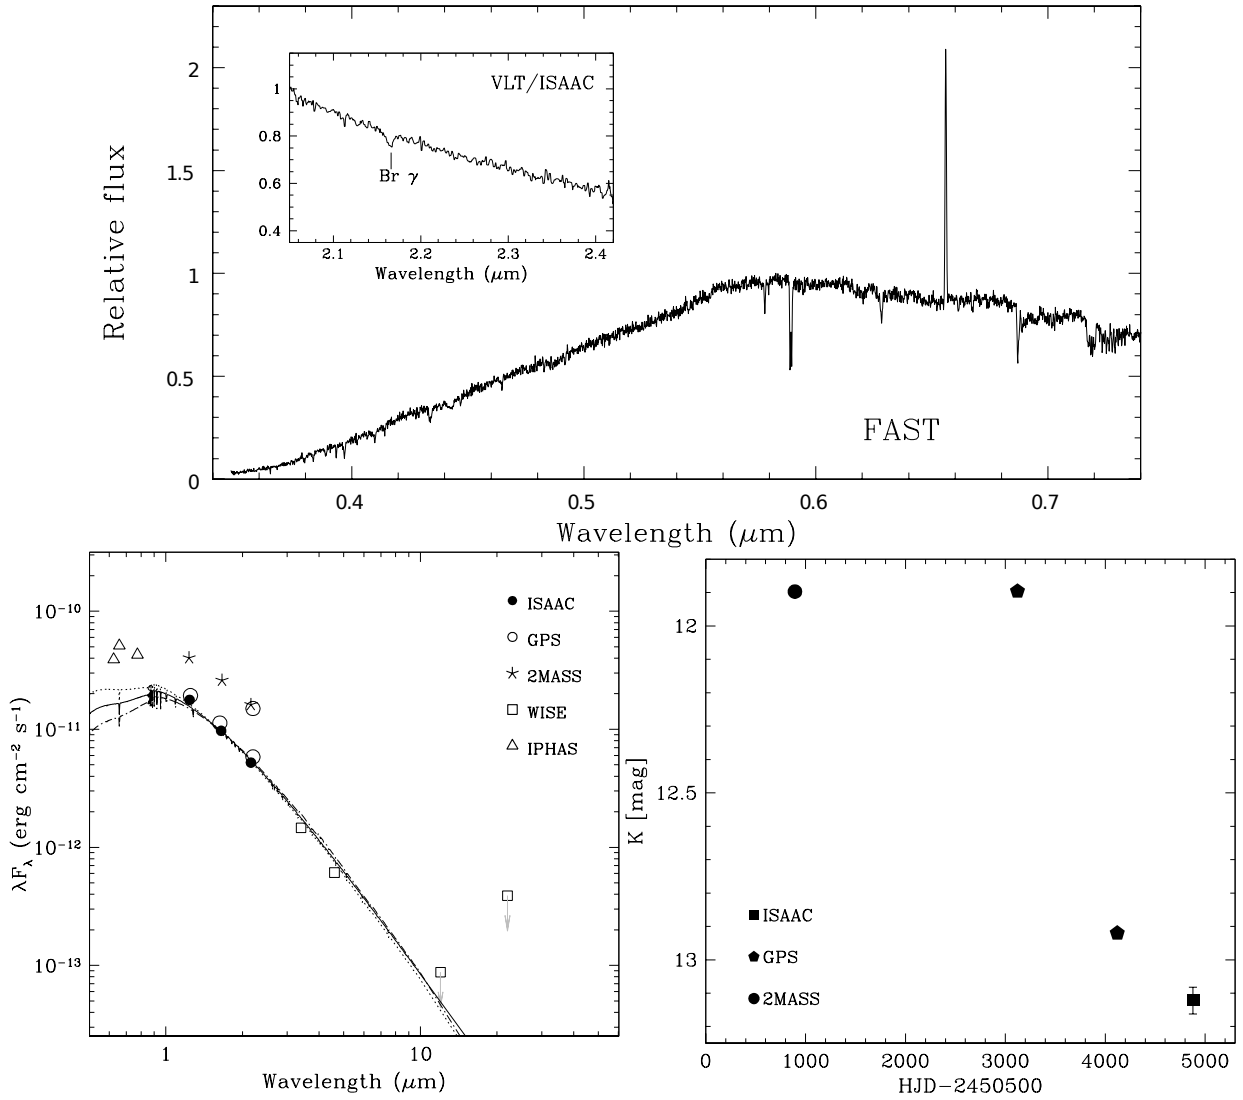 Relative flux
2
1.5
1
0.5
0
0.4
0.5
0.6
0.7
Wavelength (μm)
FAST
VLT/ISAAC
1
0.8
0.6
0.4
Br γ
2.1
2.2
2.3
2.4
Wavelength (μm)
λFλ (erg cm−2 s−1)
10−10
10−11
10−12
10−13
ISAAC
GPS
2MASS
WISE
IPHAS
1
10
Wavelength (μm)
K [mag]
12
12.5
13
ISAAC
GPS
2MASS
0
1000
2000
3000
4000
5000
HJD−2450500